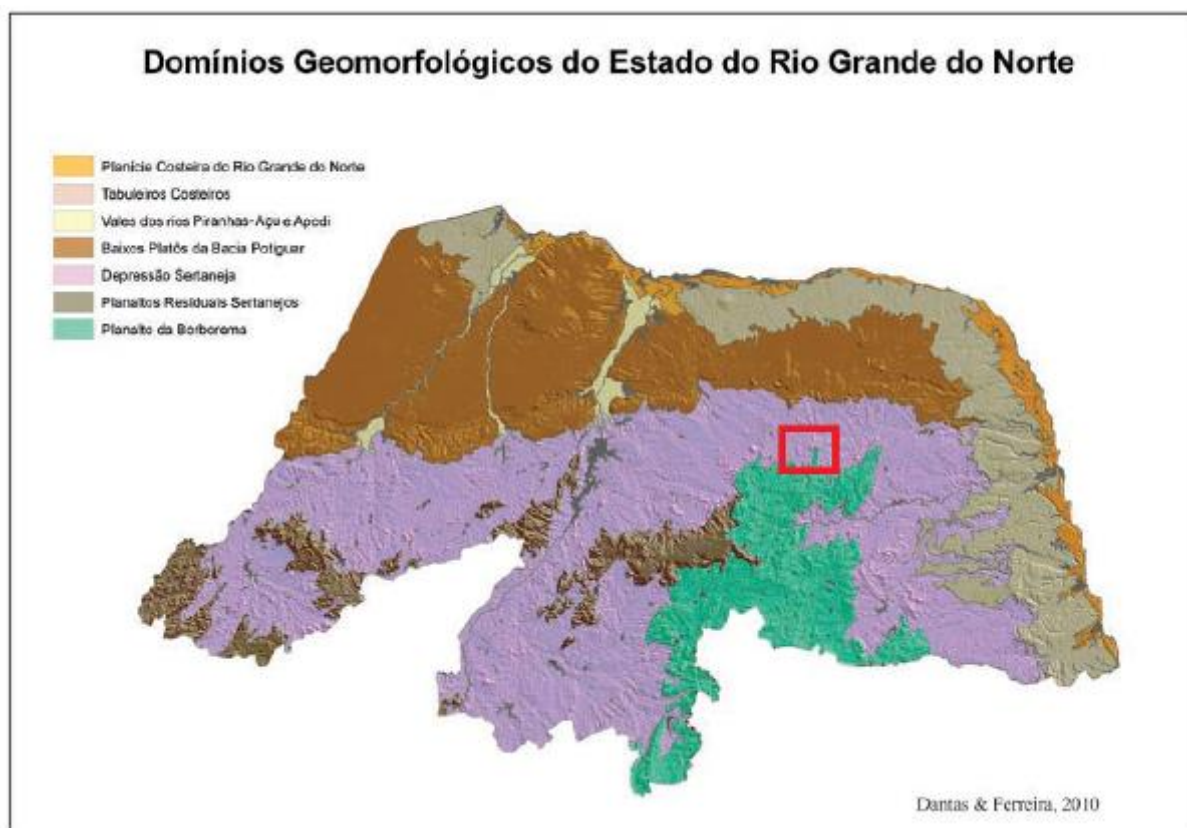 Domínios Geomorfológicos do Estado do Rio Grande do Norte
Planície Costeira do Rio Grande do Norte
Tabuleiros Costeiros
Vales dos rios Piranhas-Açu e Apodi
Baixos Platôs da Bacia Potiguar
Depressão Sertaneja
Planaltos Residuais Sertanejos
Planalto da Borborema
Dantas & Ferreira, 2010